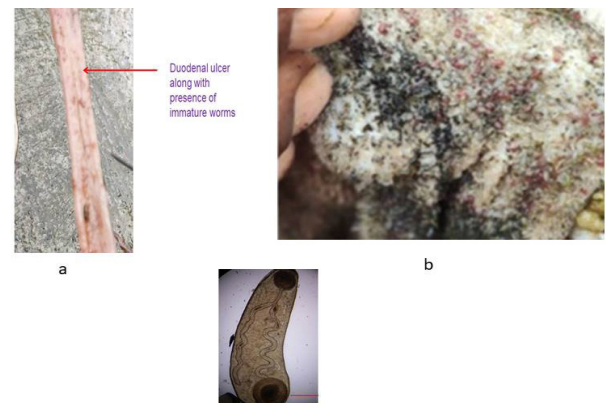 Duodenal ulcer
along with
presence of
immature worms
a
b